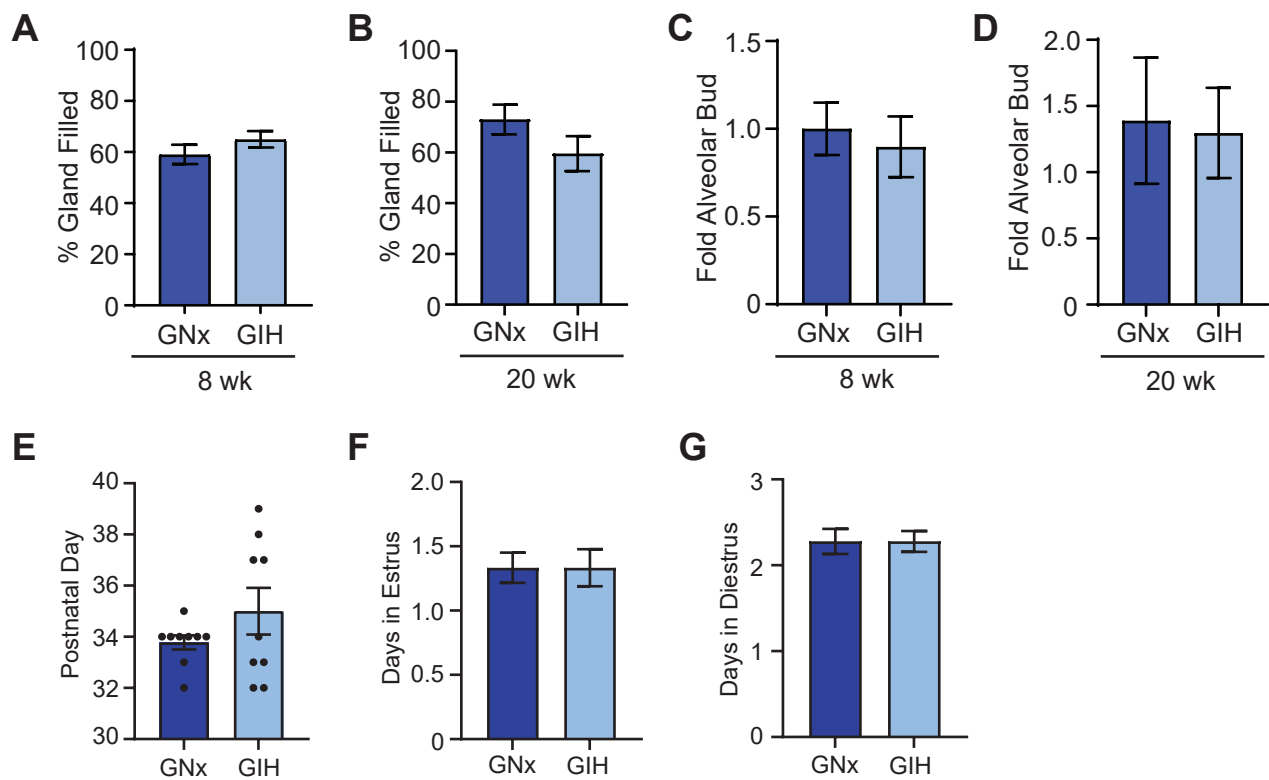 A
% Gland Filled
100
80
60
40
20
0
GNx GIH
8 wk
B
% Gland Filled
100
80
60
40
20
0
GNx GIH
20 wk
C
Fold Alveolar Bud
1.5
1.0
0.5
0
GNx GIH
8 wk
D
Fold Alveolar Bud
2.0
1.5
1.0
0.5
0
GNx GIH
20 wk
E
Postnatal Day
40
38
36
34
32
30
GNx GIH
F
Days in Estrus
2.0
1.5
1.0
0.5
0
GNx GIH
G
Days in Diestrus
3
2
1
0
GNx GIH